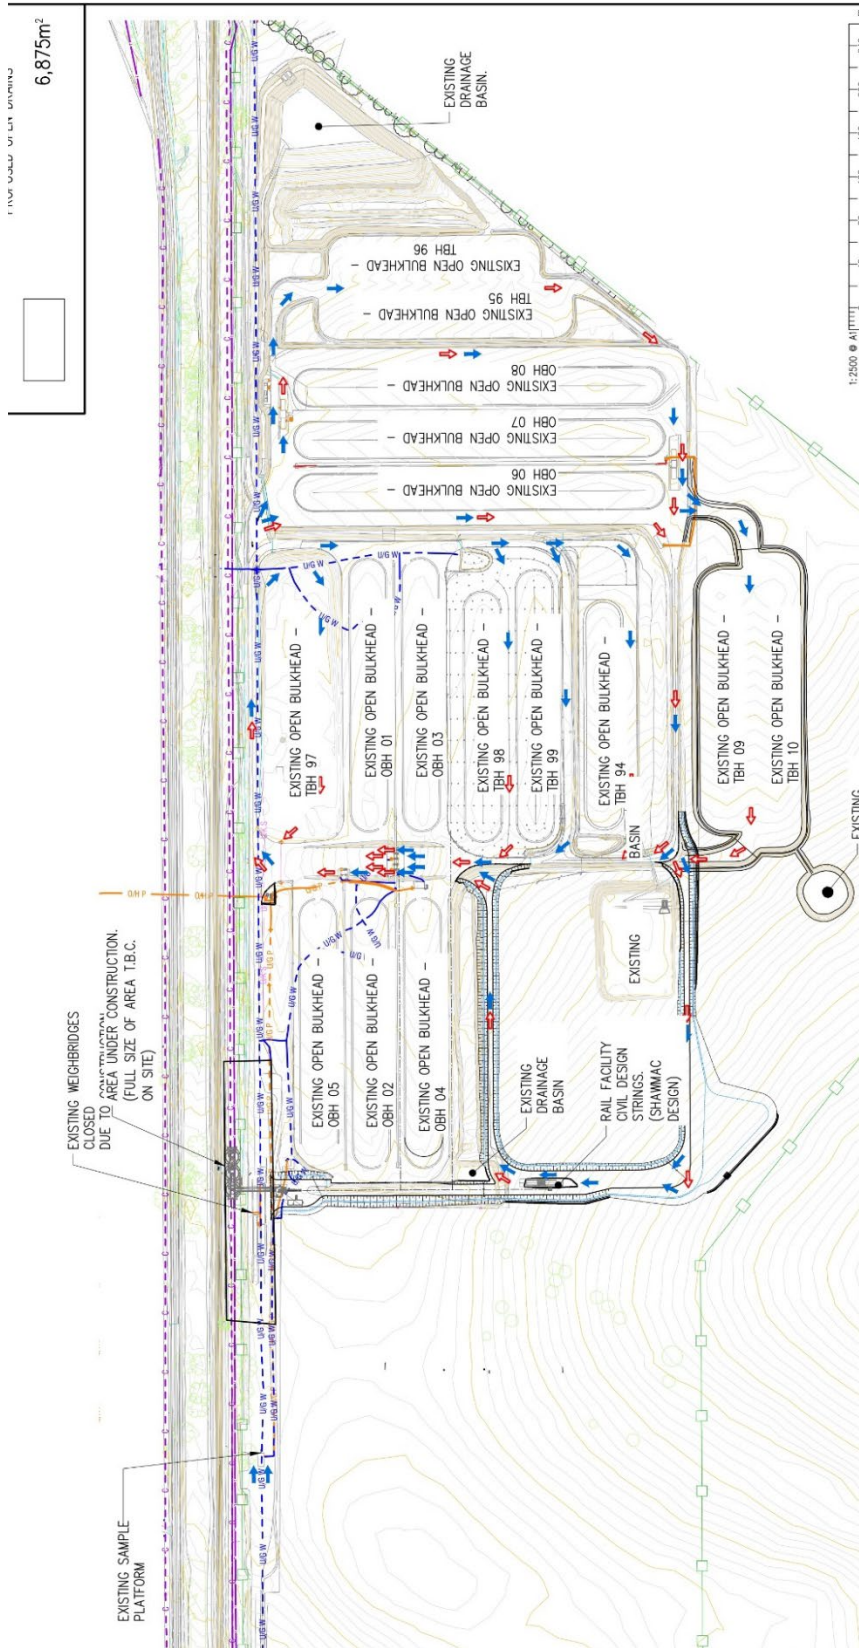 PROPOSED OPEN DRAINS
6,875m²
EXISTING
DRAINAGE
BASIN.
EXISTING OPEN BULKHEAD –
TBH 96
EXISTING OPEN BULKHEAD –
TBH 95
EXISTING OPEN BULKHEAD –
OBH 08
EXISTING OPEN BULKHEAD –
OBH 07
EXISTING OPEN BULKHEAD –
OBH 06
1:2500 @ A1
EXISTING OPEN BULKHEAD –
TBH 97
EXISTING OPEN BULKHEAD –
OBH 01
EXISTING OPEN BULKHEAD –
OBH 03
EXISTING OPEN BULKHEAD –
TBH 98
EXISTING OPEN BULKHEAD –
TBH 99
EXISTING OPEN BULKHEAD –
TBH 94
EXISTING OPEN BULKHEAD –
TBH 09
EXISTING OPEN BULKHEAD –
TBH 10
BASIN
EXISTING
EXISTING
EXISTING OPEN BULKHEAD –
OBH 05
EXISTING OPEN BULKHEAD –
OBH 02
EXISTING OPEN BULKHEAD –
OBH 04
EXISTING
DRAINAGE
BASIN
RAIL FACILITY
CIVIL DESIGN
STRINGS.
(SHAWMAC
DESIGN)
EXISTING WEIGHBRIDGES
CLOSED
DUE TO CONSTRUCTION.
AREA UNDER CONSTRUCTION.
(FULL SIZE OF AREA T.B.C.
ON SITE)
EXISTING SAMPLE
PLATFORM
O/H P
O/H P
U/G P
U/G P
U/G W
U/G W
U/G W
U/G W
U/G W
U/G W
U/G W
U/G W